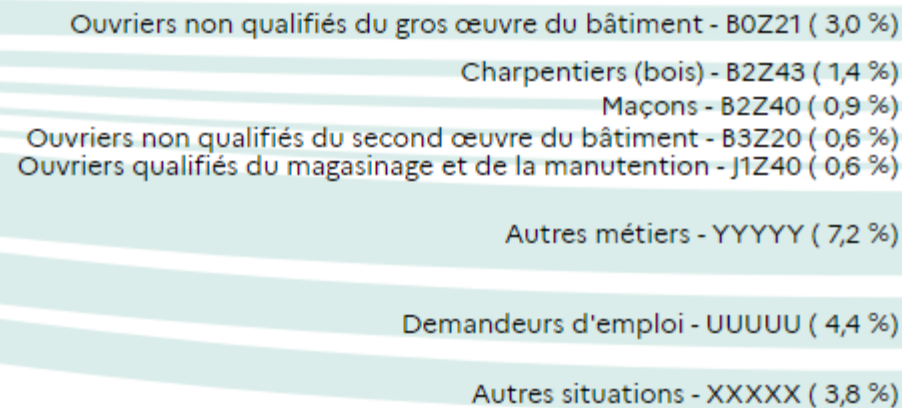 Ouvriers non qualifiés du gros œuvre du bâtiment - B0Z21 ( 3,0 %)
Charpentiers (bois) - B2Z43 ( 1,4 %)
Maçons - B2Z40 ( 0,9 %)
Ouvriers non qualifiés du second œuvre du bâtiment - B3Z20 ( 0,6 %)
Ouvriers qualifiés du magasinage et de la manutention - J1Z40 ( 0,6 %)
Autres métiers - YYYYY ( 7,2 %)
Demandeurs d'emploi - UUUUU ( 4,4 %)
Autres situations - XXXXX ( 3,8 %)